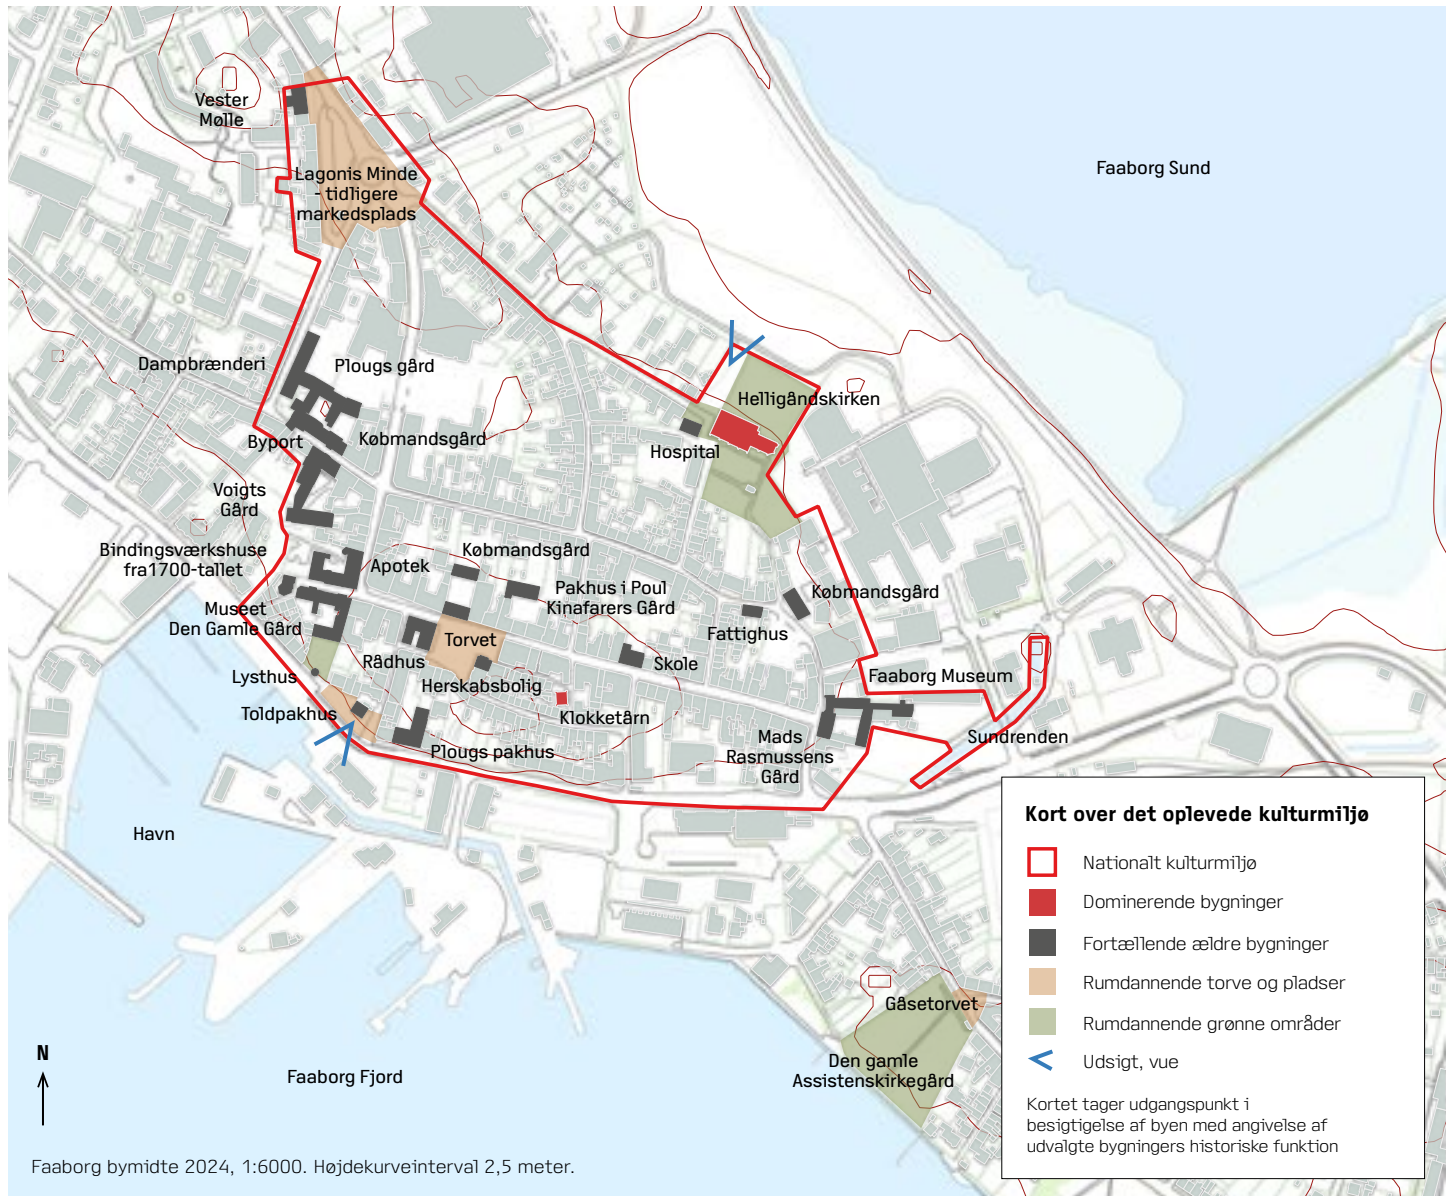 Vester
Mølle
Faaborg Sund
Lagonis Minde
- tidligere
markedsplads
Dampbrænderi
Plougs gård
Helligåndskirken
Byport
Købmandsgård
Hospital
Voigts
Gård
Bindingsværkshuse
fra1700-tallet
Apotek
Købmandsgård
Pakhus i Poul
Kinafarers Gård
Købmandsgård
Museet
Den Gamle Gård
Fattighus
Torvet
Rådhus
Skole
Lysthus
Herskabsbolig
Faaborg Museum
Toldpakhus
Klokketårn
Plougs pakhus
Mads
Rasmussens
Gård
Sundrenden
Havn
Kort over det oplevede kulturmiljø
Nationalt kulturmiljø
Dominerende bygninger
Fortællende ældre bygninger
Rumdannende torve og pladser
Rumdannende grønne områder
Udsigt, vue
Kortet tager udgangspunkt i
besigtigelse af byen med angivelse af
udvalgte bygningers historiske funktion
Gåsetorvet
Den gamle
Assistenskirkegård
N
Faaborg Fjord
Faaborg bymidte 2024, 1:6000. Højdekurveinterval 2,5 meter.